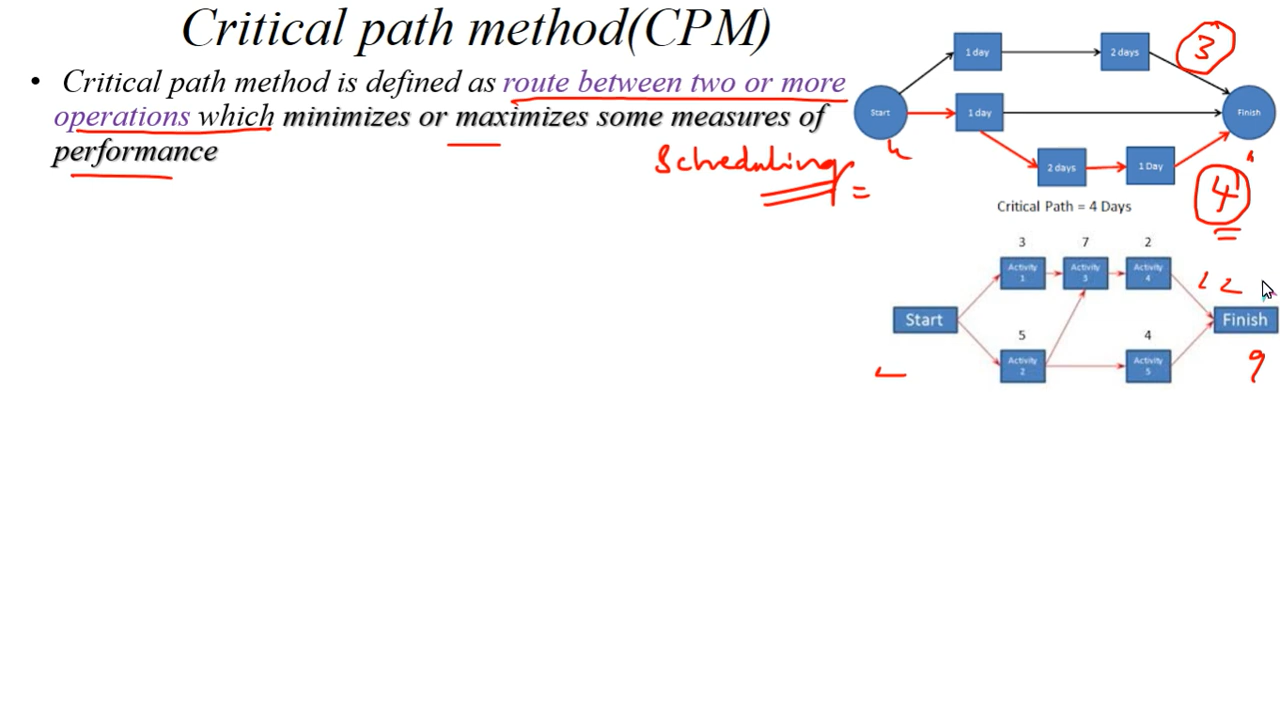 Critical path method(CPM)
• Critical path method is defined as route between two or more
operations which minimizes or maximizes some measures of
performance
Scheduling
1 day
2 days
3
Start
1 day
Finish
2 days
1 Day
4
Critical Path = 4 Days
3
7
2
Activity
1
Activity
3
Activity
4
12
Start
Finish
5
4
Activity
2
Activity
5
9